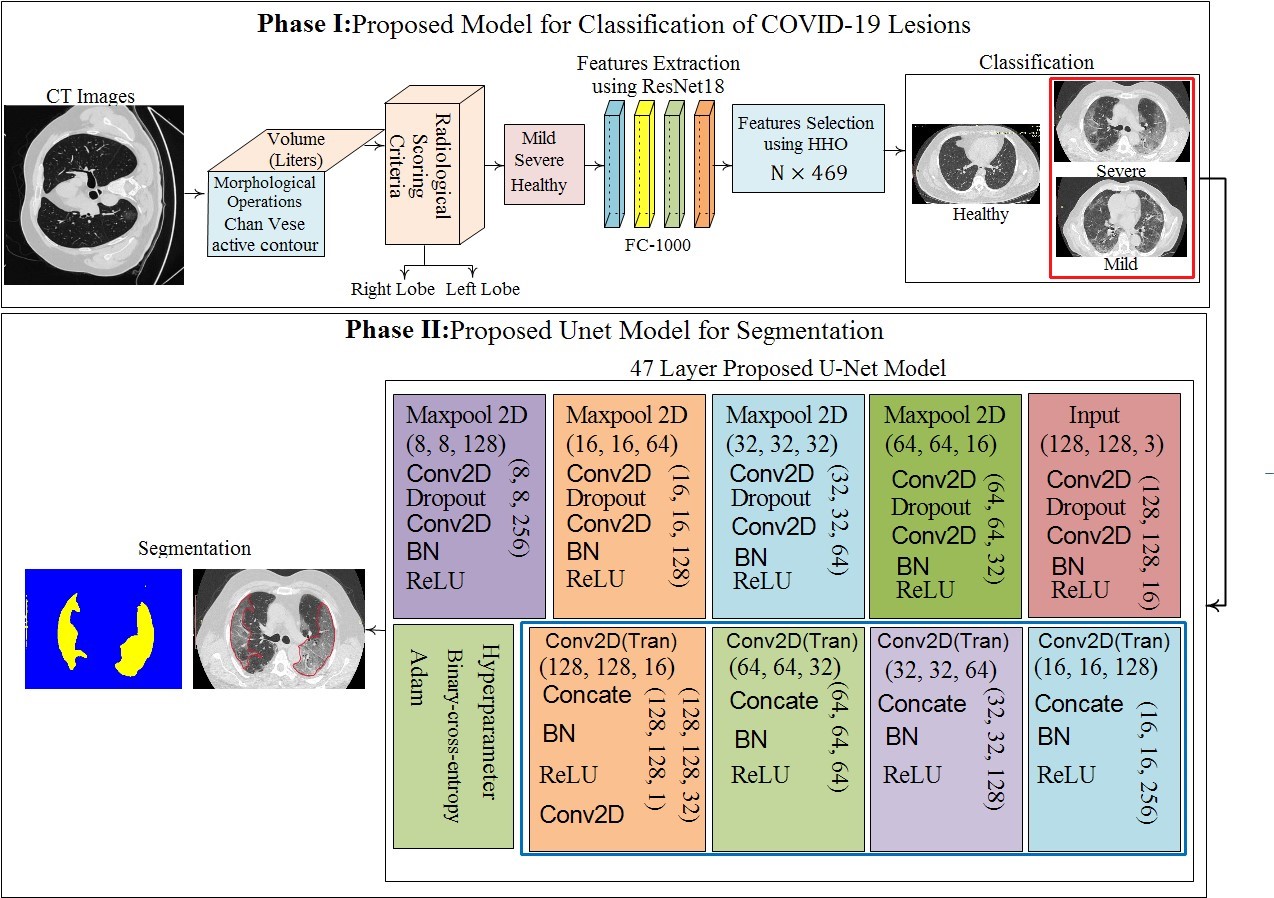 Phase I:Proposed Model for Classification of COVID-19 Lesions
CT Images
Volume
(Liters)
Morphological
Operations
Chan Vese
active contour
Radiological
Scoring
Criteria
Right Lobe
Left Lobe
Mild
Severe
Healthy
Features Extraction
using ResNet18
FC-1000
Features Selection
using HHO
N × 469
Classification
Healthy
Severe
Mild
Phase II:Proposed Unet Model for Segmentation
47 Layer Proposed U-Net Model
Maxpool 2D
(8, 8, 128)
Conv2D
Dropout
Conv2D
BN
ReLU
(8, 8, 256)
Maxpool 2D
(16, 16, 64)
Conv2D
Dropout
Conv2D
BN
ReLU
(16, 16, 128)
Maxpool 2D
(32, 32, 32)
Conv2D
Dropout
Conv2D
BN
ReLU
(32, 32, 64)
Maxpool 2D
(64, 64, 16)
Conv2D
Dropout
Conv2D
BN
ReLU
(64, 64, 32)
Input
(128, 128, 3)
Conv2D
Dropout
Conv2D
BN
ReLU
(128, 128, 16)
Segmentation
Hyperparameter
Binary-cross-entropy
Adam
Conv2D(Tran)
(128, 128, 16)
Concate
BN
ReLU
Conv2D
(128, 128, 32)
(128, 128, 1)
Conv2D(Tran)
(64, 64, 32)
Concate
BN
ReLU
(64, 64, 64)
Conv2D(Tran)
(32, 32, 64)
Concate
BN
ReLU
(32, 32, 128)
Conv2D(Tran)
(16, 16, 128)
Concate
BN
ReLU
(16, 16, 256)